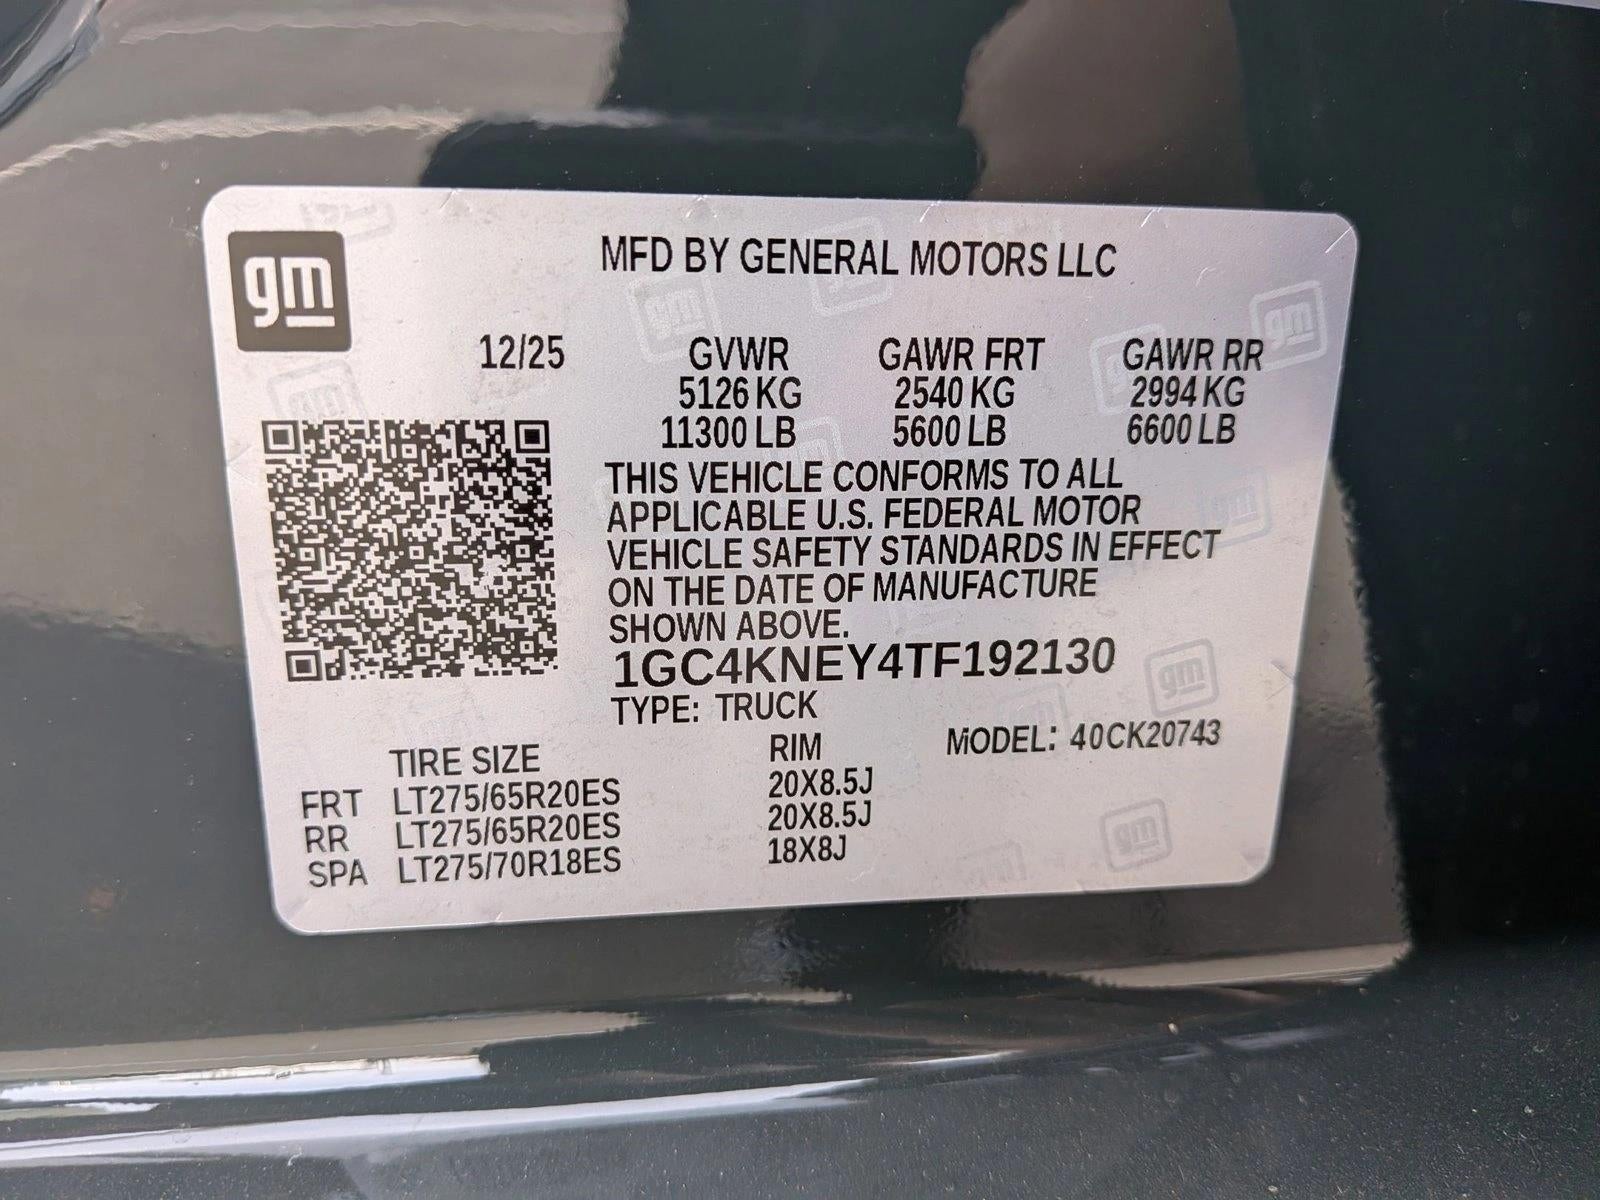 gm
MFD BY GENERAL MOTORS LLC
12/25 GVWR GAWR FRT GAWR RR
5126 KG 2540 KG 2994 KG
11300 LB 5600 LB 6600 LB
THIS VEHICLE CONFORMS TO ALL
APPLICABLE U.S. FEDERAL MOTOR
VEHICLE SAFETY STANDARDS IN EFFECT
ON THE DATE OF MANUFACTURE
SHOWN ABOVE.
1GC4KNEY4TF192130
TYPE: TRUCK
TIRE SIZE RIM MODEL: 40CK20743
FRT LT275/65R20ES 20X8.5J
RR LT275/65R20ES 20X8.5J
SPA LT275/70R18ES 18X8J